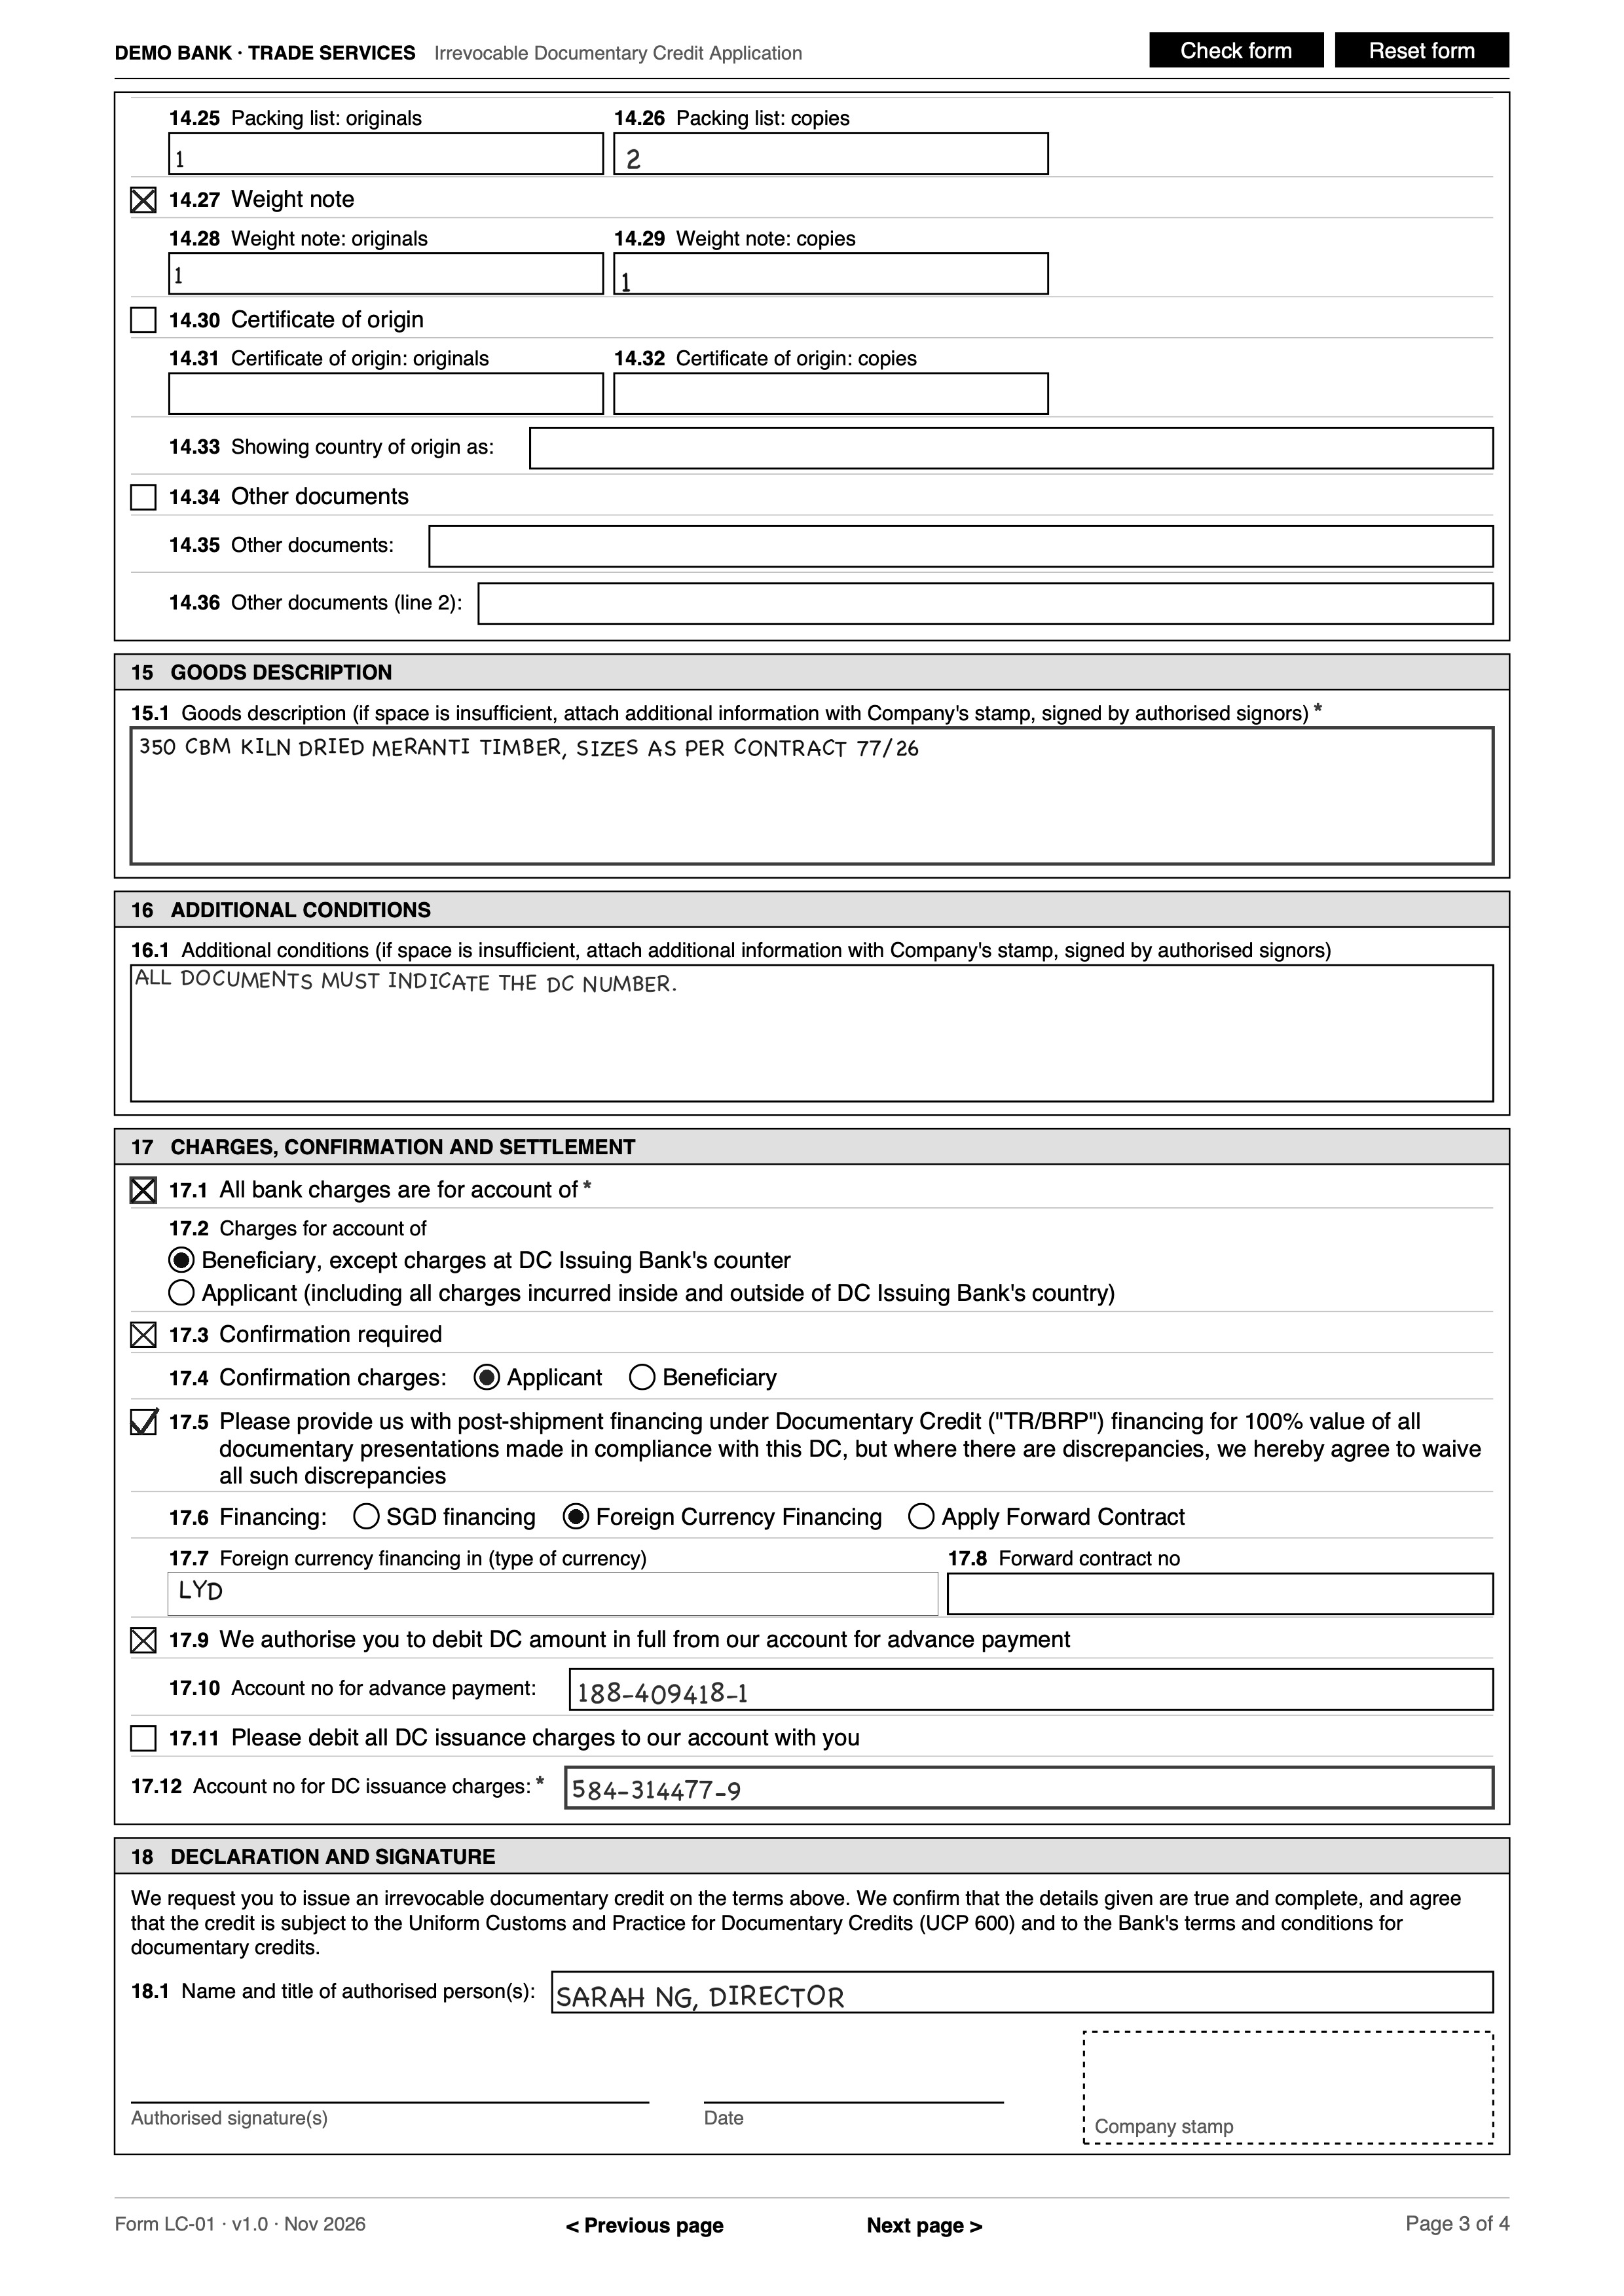 DEMO BANK · TRADE SERVICES Irrevocable Documentary Credit Application Check form Reset form
14.25 Packing list: originals 14.26 Packing list: copies
1 2
14.27 Weight note
14.28 Weight note: originals 14.29 Weight note: copies
1 1
14.30 Certificate of origin
14.31 Certificate of origin: originals 14.32 Certificate of origin: copies
14.33 Showing country of origin as:
14.34 Other documents
14.35 Other documents:
14.36 Other documents (line 2):
15 GOODS DESCRIPTION
15.1 Goods description (if space is insufficient, attach additional information with Company's stamp, signed by authorised signors) *
350 CBM KILN DRIED MERANTI TIMBER, SIZES AS PER CONTRACT 77/26
16 ADDITIONAL CONDITIONS
16.1 Additional conditions (if space is insufficient, attach additional information with Company's stamp, signed by authorised signors)
ALL DOCUMENTS MUST INDICATE THE DC NUMBER.
17 CHARGES, CONFIRMATION AND SETTLEMENT
17.1 All bank charges are for account of *
17.2 Charges for account of
Beneficiary, except charges at DC Issuing Bank's counter
Applicant (including all charges incurred inside and outside of DC Issuing Bank's country)
17.3 Confirmation required
17.4 Confirmation charges: Applicant Beneficiary
17.5 Please provide us with post-shipment financing under Documentary Credit ("TR/BRP") financing for 100% value of all
documentary presentations made in compliance with this DC, but where there are discrepancies, we hereby agree to waive
all such discrepancies
17.6 Financing: SGD financing Foreign Currency Financing Apply Forward Contract
17.7 Foreign currency financing in (type of currency) 17.8 Forward contract no
LYD
17.9 We authorise you to debit DC amount in full from our account for advance payment
17.10 Account no for advance payment: 188-409418-1
17.11 Please debit all DC issuance charges to our account with you
17.12 Account no for DC issuance charges: * 584-314477-9
18 DECLARATION AND SIGNATURE
We request you to issue an irrevocable documentary credit on the terms above. We confirm that the details given are true and complete, and agree
that the credit is subject to the Uniform Customs and Practice for Documentary Credits (UCP 600) and to the Bank's terms and conditions for
documentary credits.
18.1 Name and title of authorised person(s): SARAH NG, DIRECTOR
Authorised signature(s) Date Company stamp
Form LC-01 · v1.0 · Nov 2026 < Previous page Next page > Page 3 of 4